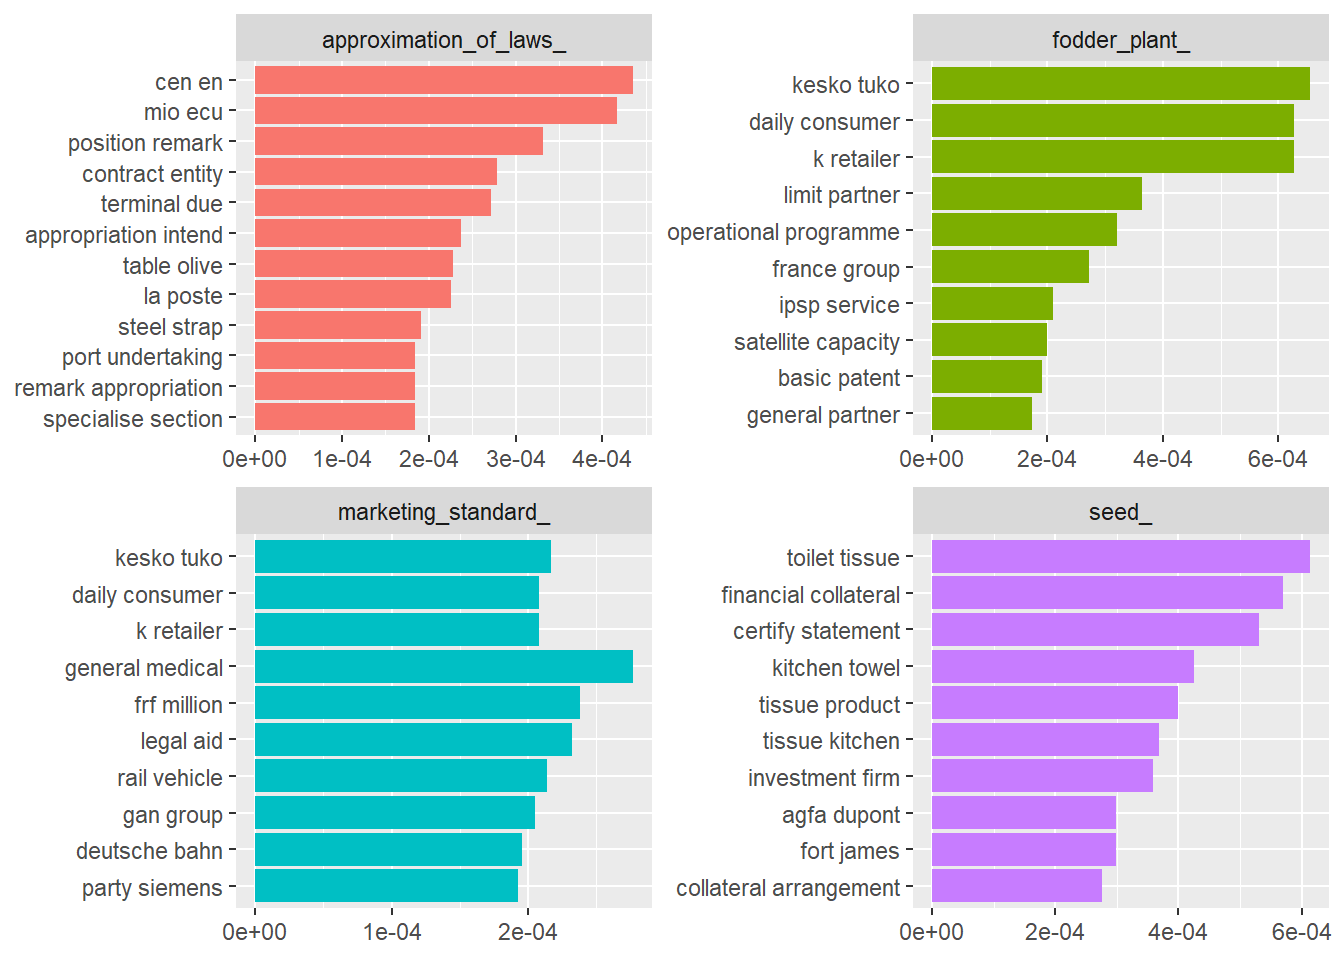 approximation_of_laws_
cen en
mio ecu
position remark
contract entity
terminal due
appropriation intend
table olive
la poste
steel strap
port undertaking
remark appropriation
specialise section
0e+00 1e-04 2e-04 3e-04 4e-04
fodder_plant_
kesko tuko
daily consumer
k retailer
limit partner
operational programme
france group
ipsp service
satellite capacity
basic patent
general partner
0e+00 2e-04 4e-04 6e-04
marketing_standard_
kesko tuko
daily consumer
k retailer
general medical
frf million
legal aid
rail vehicle
gan group
deutsche bahn
party siemens
0e+00 1e-04 2e-04
seed_
toilet tissue
financial collateral
certify statement
kitchen towel
tissue product
tissue kitchen
investment firm
agfa dupont
fort james
collateral arrangement
0e+00 2e-04 4e-04 6e-04